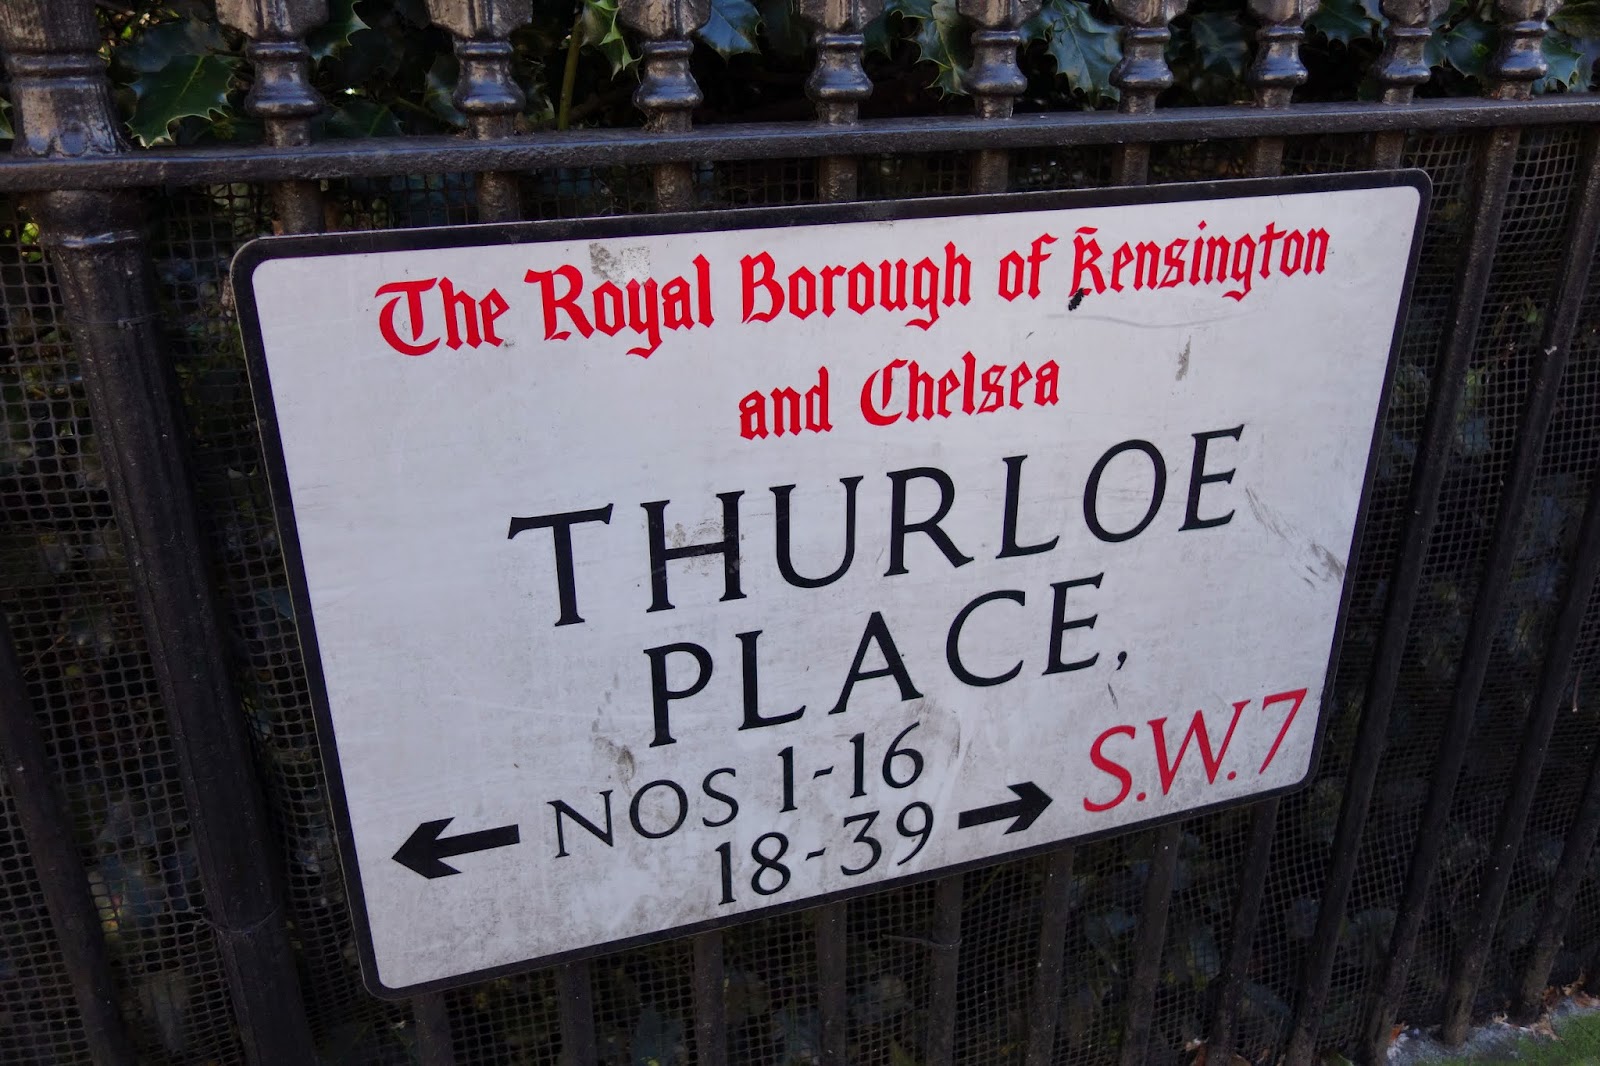 The Royal Borough of Kensington
and Chelsea
THURLOE
PLACE,
← NOS 1-16
18-39 →
S.W.7